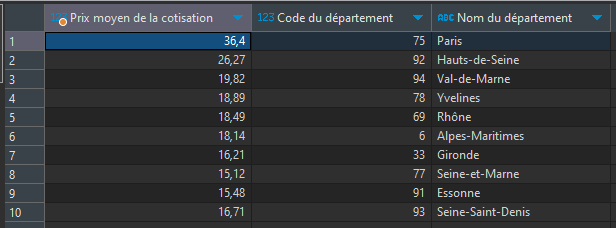 123 Prix moyen de la cotisation 123 Code du département ABC Nom du département
1 36,4 75 Paris
2 26,27 92 Hauts-de-Seine
3 19,82 94 Val-de-Marne
4 18,89 78 Yvelines
5 18,49 69 Rhône
6 18,14 6 Alpes-Maritimes
7 16,21 33 Gironde
8 15,12 77 Seine-et-Marne
9 15,48 91 Essonne
10 16,71 93 Seine-Saint-Denis